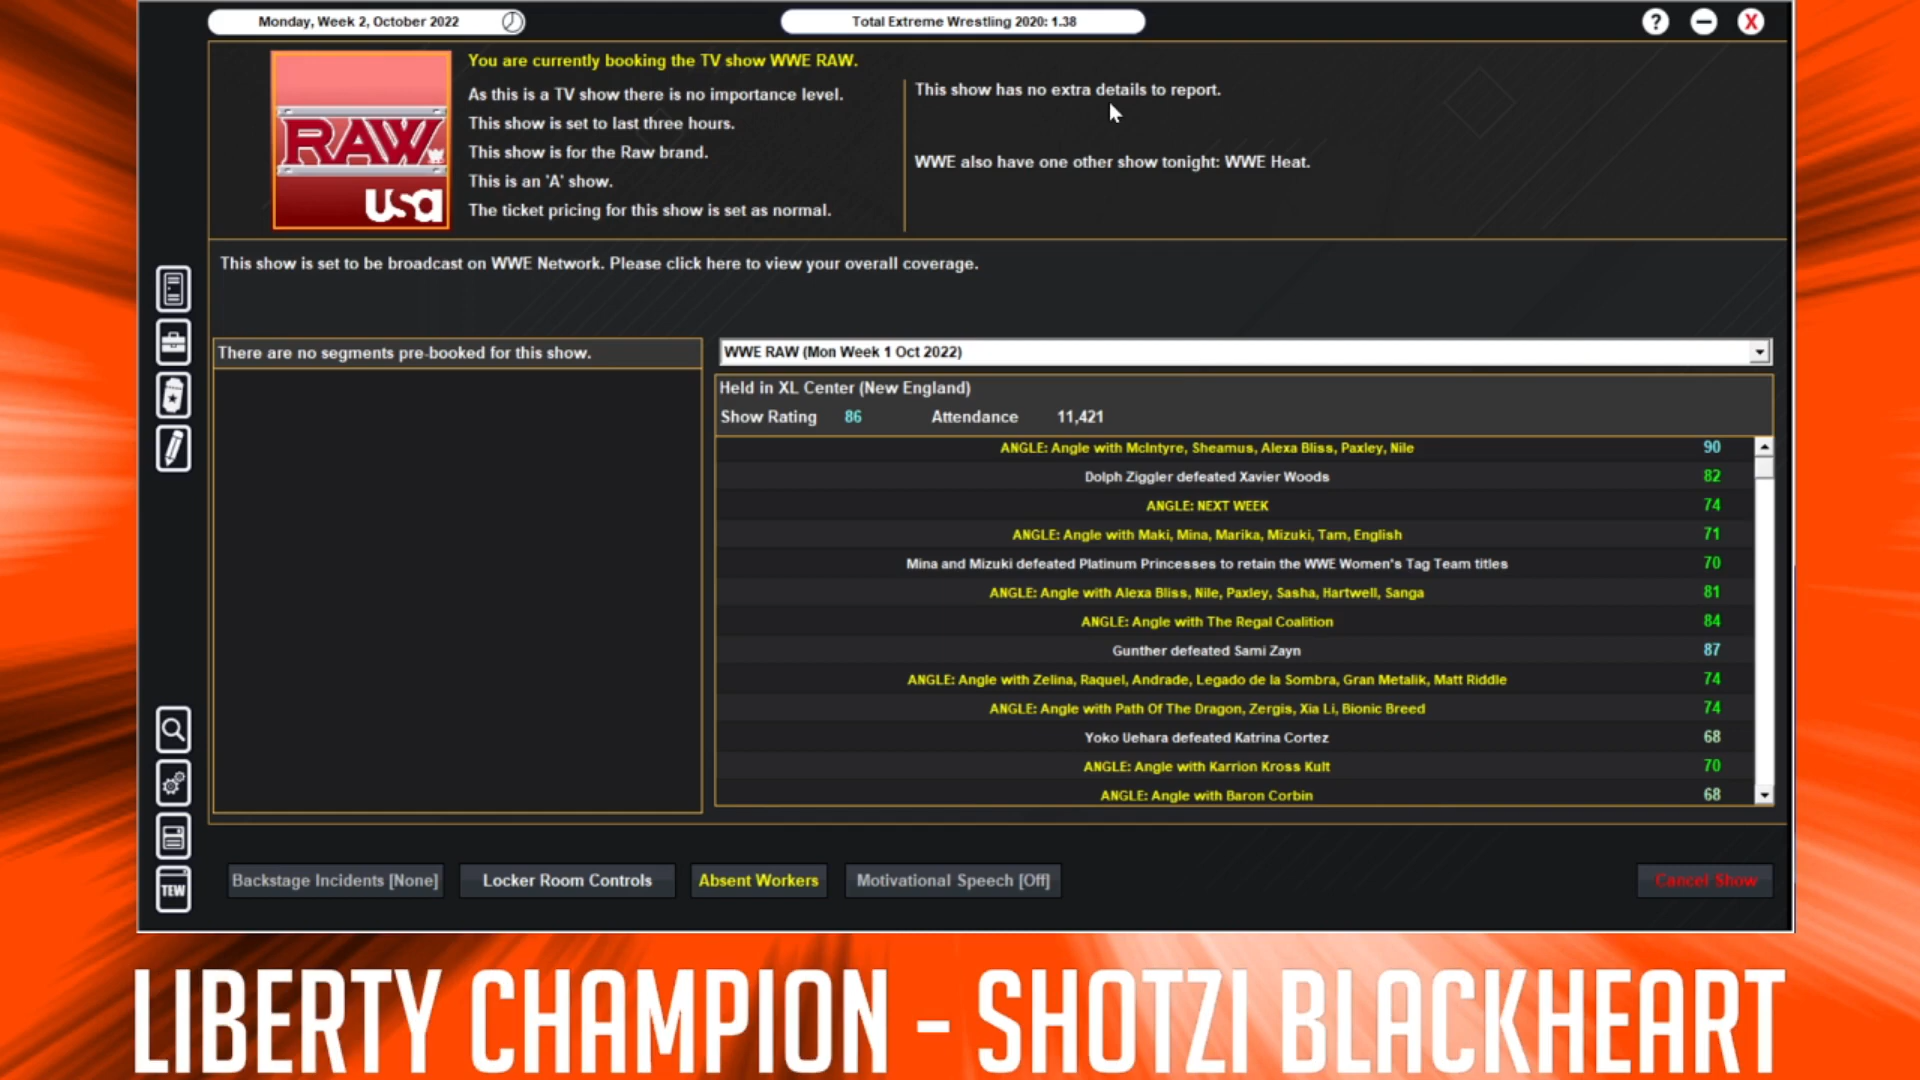 Monday, Week 2, October 2022
Total Extreme Wrestling 2020: 1.38
?
X
RAW
usa
You are currently booking the TV show WWE RAW.
As this is a TV show there is no importance level.
This show is set to last three hours.
This show is for the Raw brand.
This is an 'A' show.
The ticket pricing for this show is set as normal.
This show has no extra details to report.
WWE also have one other show tonight: WWE Heat.
This show is set to be broadcast on WWE Network. Please click here to view your overall coverage.
There are no segments pre-booked for this show.
WWE RAW (Mon Week 1 Oct 2022)
Held in XL Center (New England)
Show Rating 86 Attendance 11,421
ANGLE: Angle with McIntyre, Sheamus, Alexa Bliss, Paxley, Nile 90
Dolph Ziggler defeated Xavier Woods 82
ANGLE: NEXT WEEK 74
ANGLE: Angle with Maki, Mina, Marika, Mizuki, Tam, English 71
Mina and Mizuki defeated Platinum Princesses to retain the WWE Women's Tag Team titles 70
ANGLE: Angle with Alexa Bliss, Nile, Paxley, Sasha, Hartwell, Sanga 81
ANGLE: Angle with The Regal Coalition 84
Gunther defeated Sami Zayn 87
ANGLE: Angle with Zelina, Raquel, Andrade, Legado de la Sombra, Gran Metalik, Matt Riddle 74
ANGLE: Angle with Path Of The Dragon, Zergis, Xia Li, Bionic Breed 74
Yoko Uehara defeated Katrina Cortez 68
ANGLE: Angle with Karrion Kross Kult 70
ANGLE: Angle with Baron Corbin 68
TEW
Backstage Incidents [None]
Locker Room Controls
Absent Workers
Motivational Speech [Off]
Cancel Show
LIBERTY CHAMPION - SHOTZI BLACKHEART